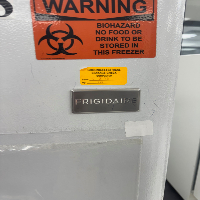 WARNING
BIOHAZARD
NO FOOD OR
DRINK TO BE
STORED IN
THIS FREEZER
FRIGIDAIRE